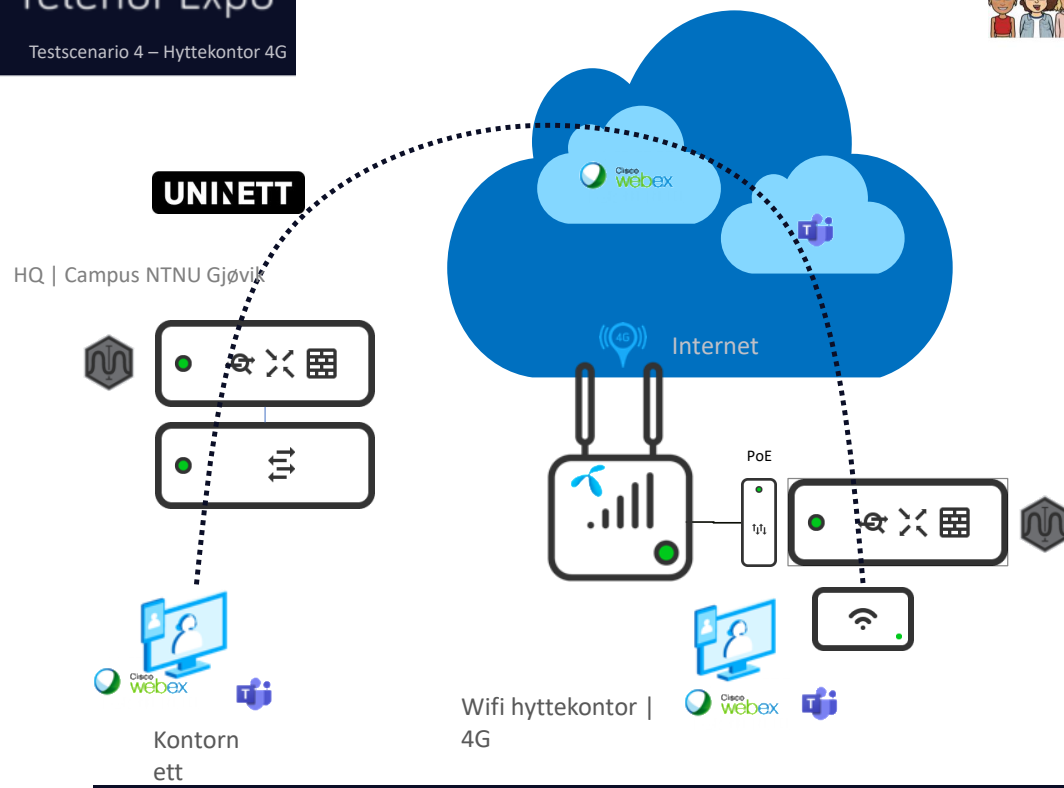 Telenor Expo
Testscenario 4 – Hyttekontor 4G
UNINETT
HQ | Campus NTNU Gjøvik
Cisco
webex
T
4G
Internet
PoE
Cisco
webex
T
Kontorn
ett
Wifi hyttekontor |
4G
Cisco
webex
T